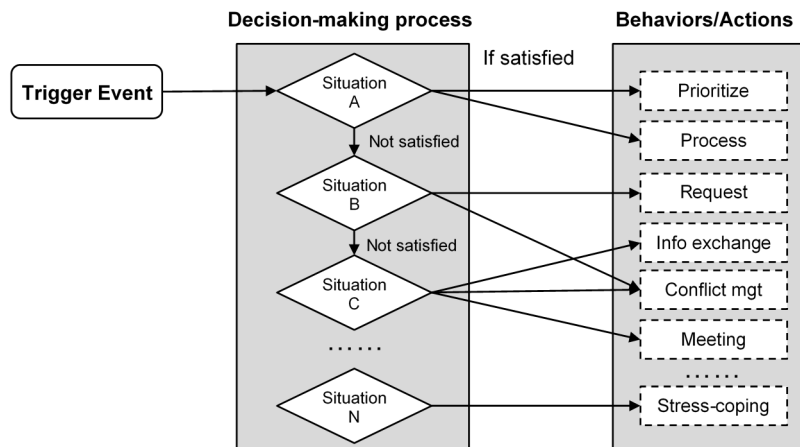 Decision-making process
Behaviors/Actions
If satisfied
Trigger Event
Situation
A
Prioritize
Not satisfied
Process
Situation
B
Request
Not satisfied
Info exchange
Situation
C
Conflict mgt
Meeting
......
......
Situation
N
Stress-coping